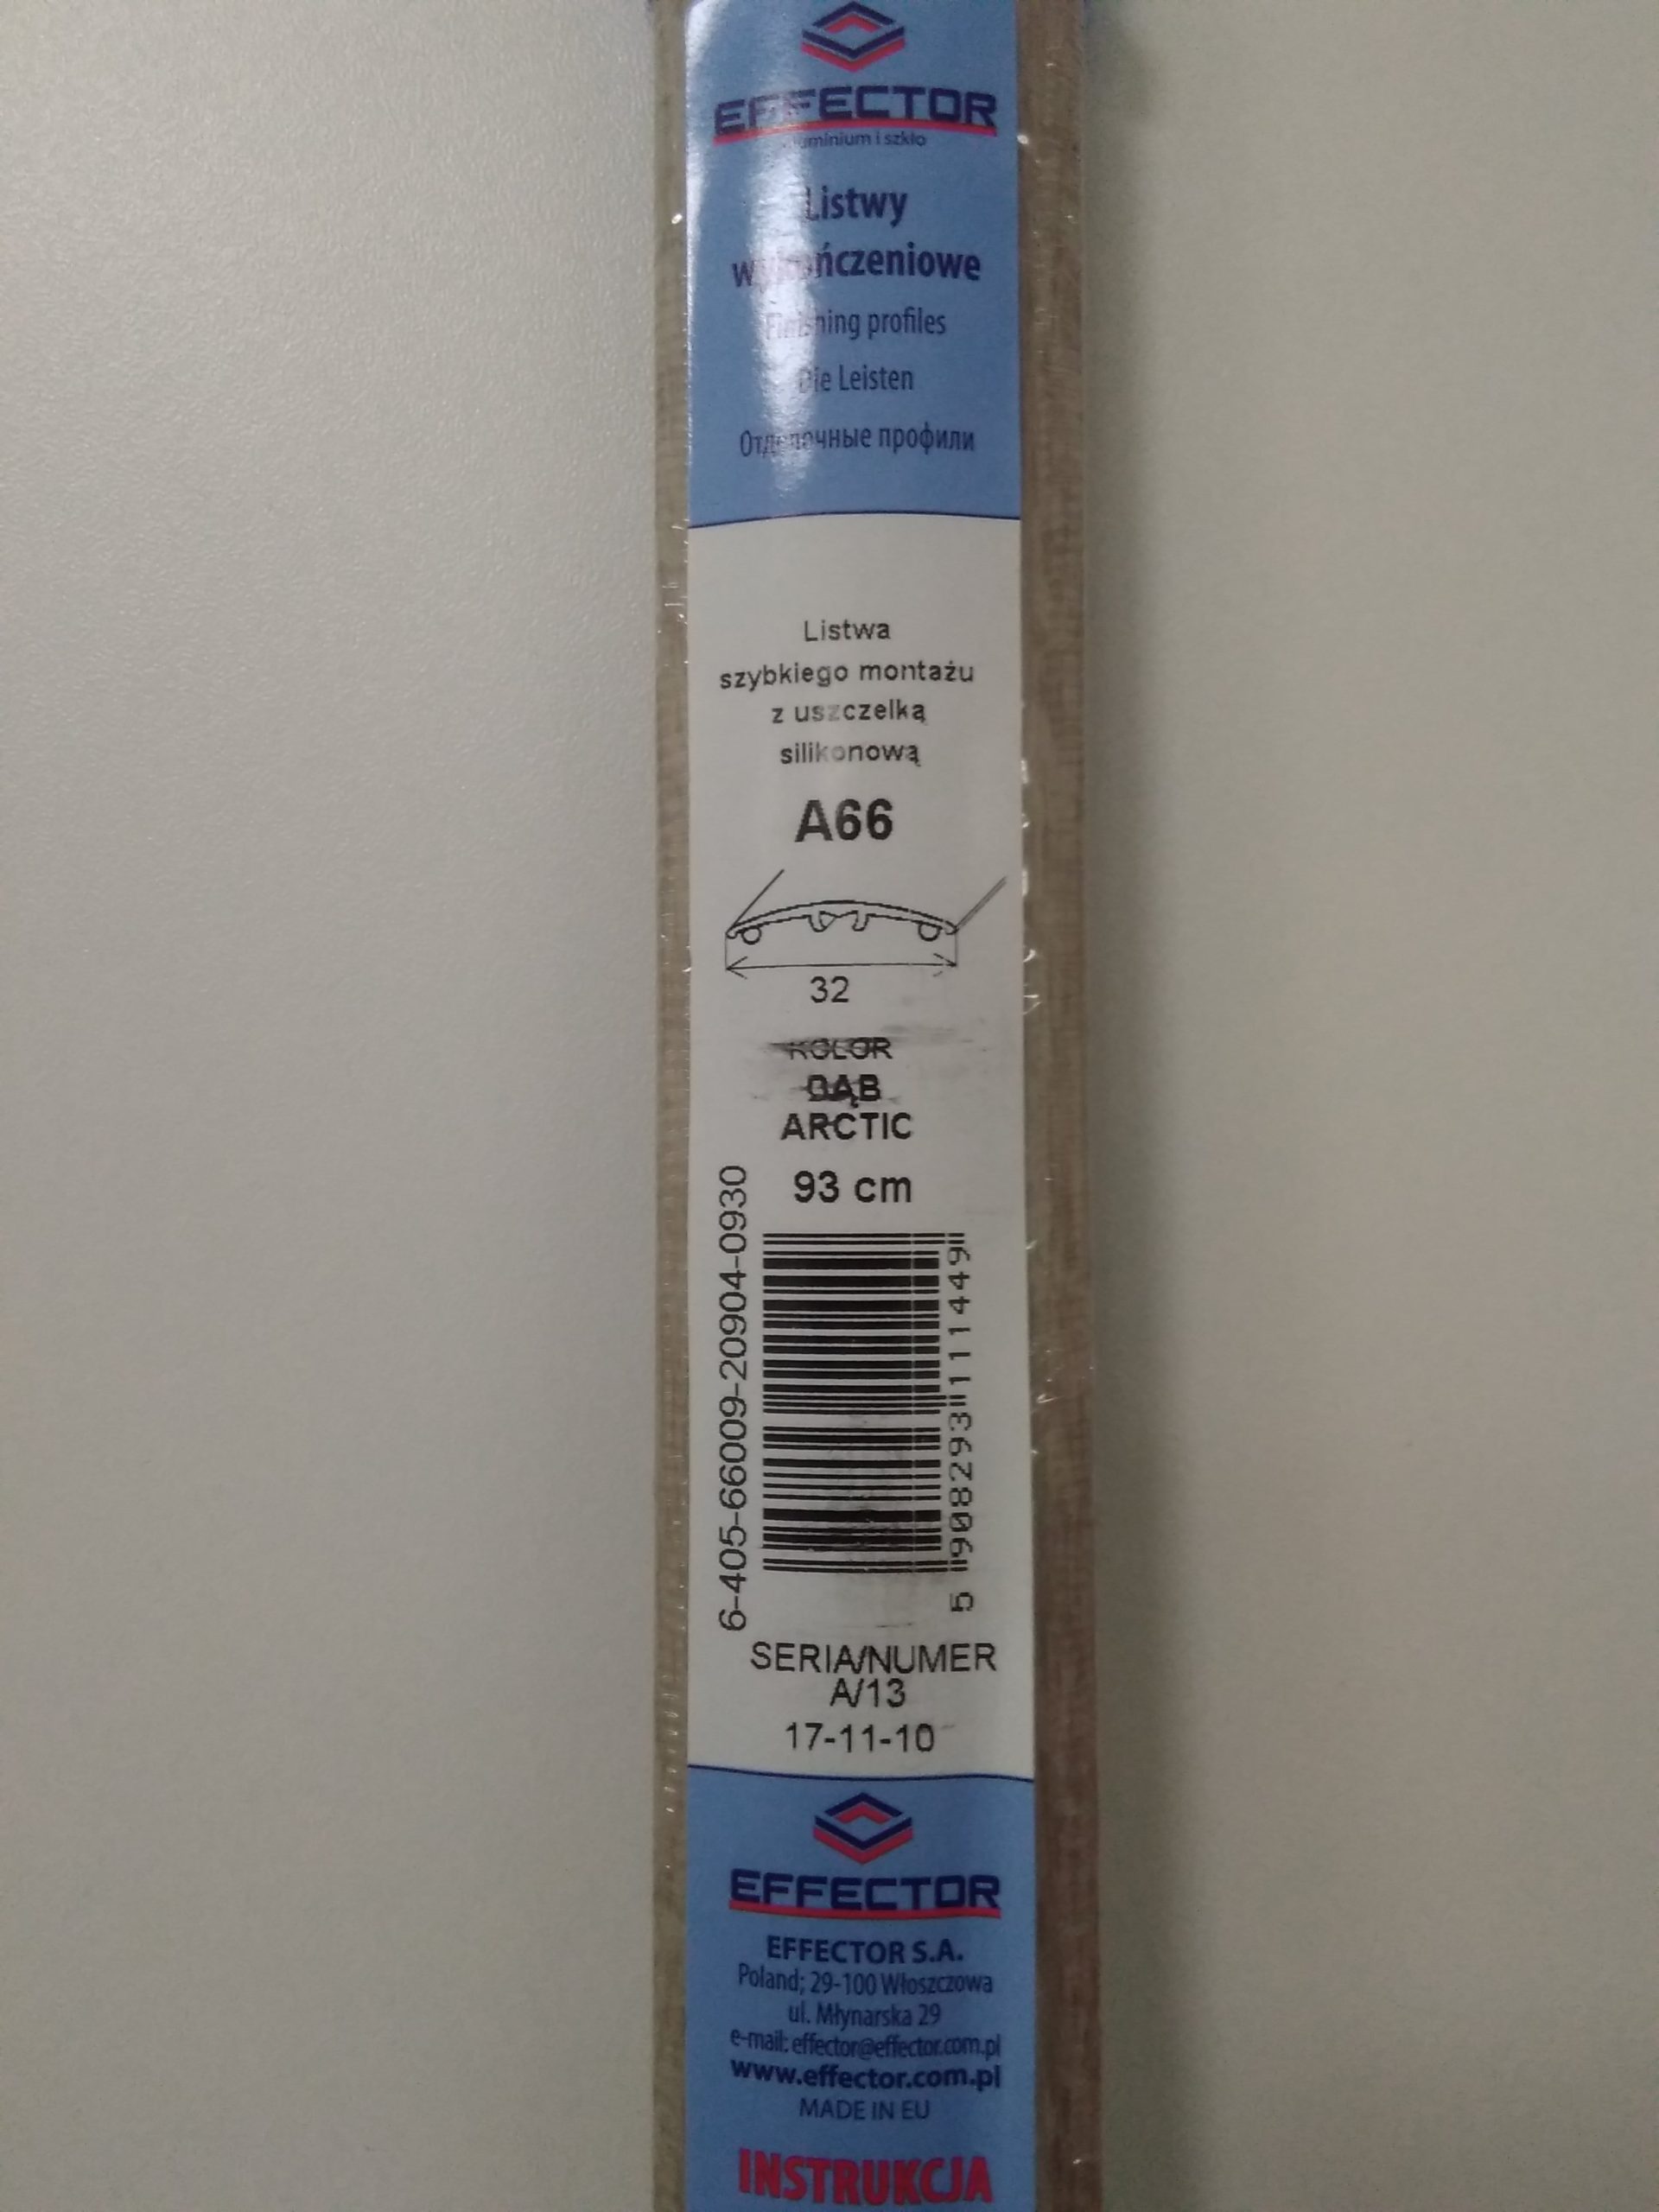 EFFECTOR
aluminium i szkło
Listwy
wykończeniowe
Finishing profiles
Die Leisten
Отделочные профили
Listwa
szybkiego montażu
z uszczelką
silikonową
A66
32
KOLOR
DĄB
ARCTIC
93 cm
6-405-66009-20904-0930
5 908293 111449
SERIA/NUMER
A/13
17-11-10
EFFECTOR
EFFECTOR S.A.
Poland; 29-100 Włoszczowa
ul. Młynarska 29
e-mail: effector@effector.com.pl
www.effector.com.pl
MADE IN EU
INSTRUKCJA